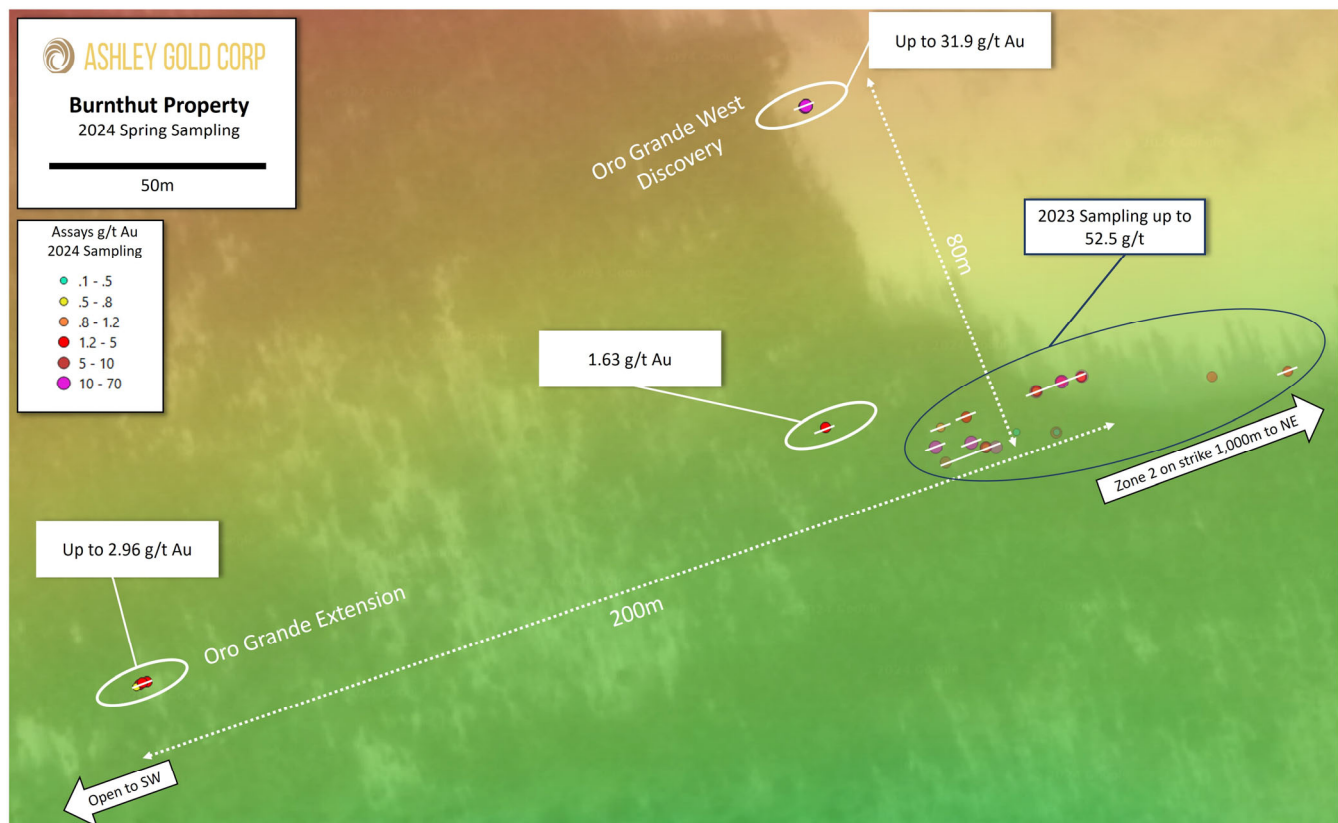 ASHLEY GOLD CORP
Burnthut Property
2024 Spring Sampling
50m
Assays g/t Au
2024 Sampling
.1 - .5
.5 - .8
.8 - 1.2
1.2 - 5
5 - 10
10 - 70
Up to 31.9 g/t Au
Oro Grande West
Discovery
80m
2023 Sampling up to
52.5 g/t
1.63 g/t Au
Zone 2 on strike 1,000m to NE
Up to 2.96 g/t Au
Oro Grande Extension
200m
Open to SW